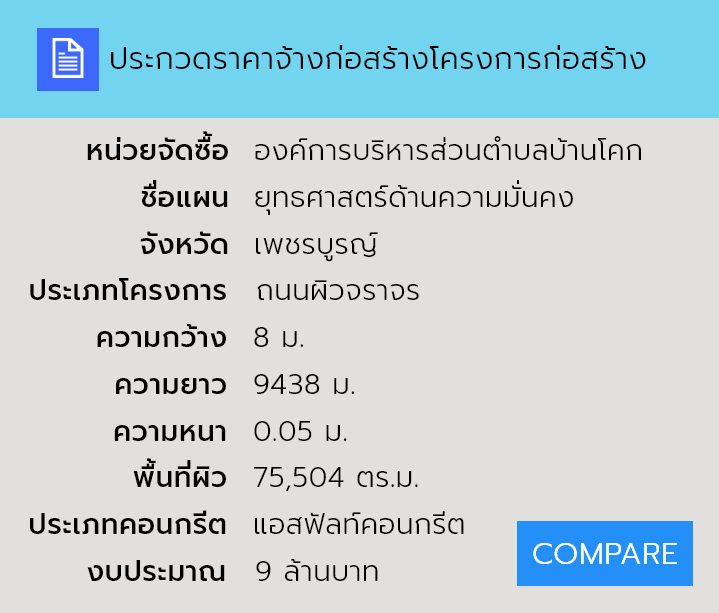 ประกวดราคาจ้างก่อสร้างโครงการก่อสร้าง
หน่วยจัดซื้อ องค์การบริหารส่วนตำบลบ้านโคก
ชื่อแผน ยุทธศาสตร์ด้านความมั่นคง
จังหวัด เพชรบูรณ์
ประเภทโครงการ ถนนผิวจราจร
ความกว้าง 8 ม.
ความยาว 9438 ม.
ความหนา 0.05 ม.
พื้นที่ผิว 75,504 ตร.ม.
ประเภทคอนกรีต แอสฟัลท์คอนกรีต
งบประมาณ 9 ล้านบาท
COMPARE